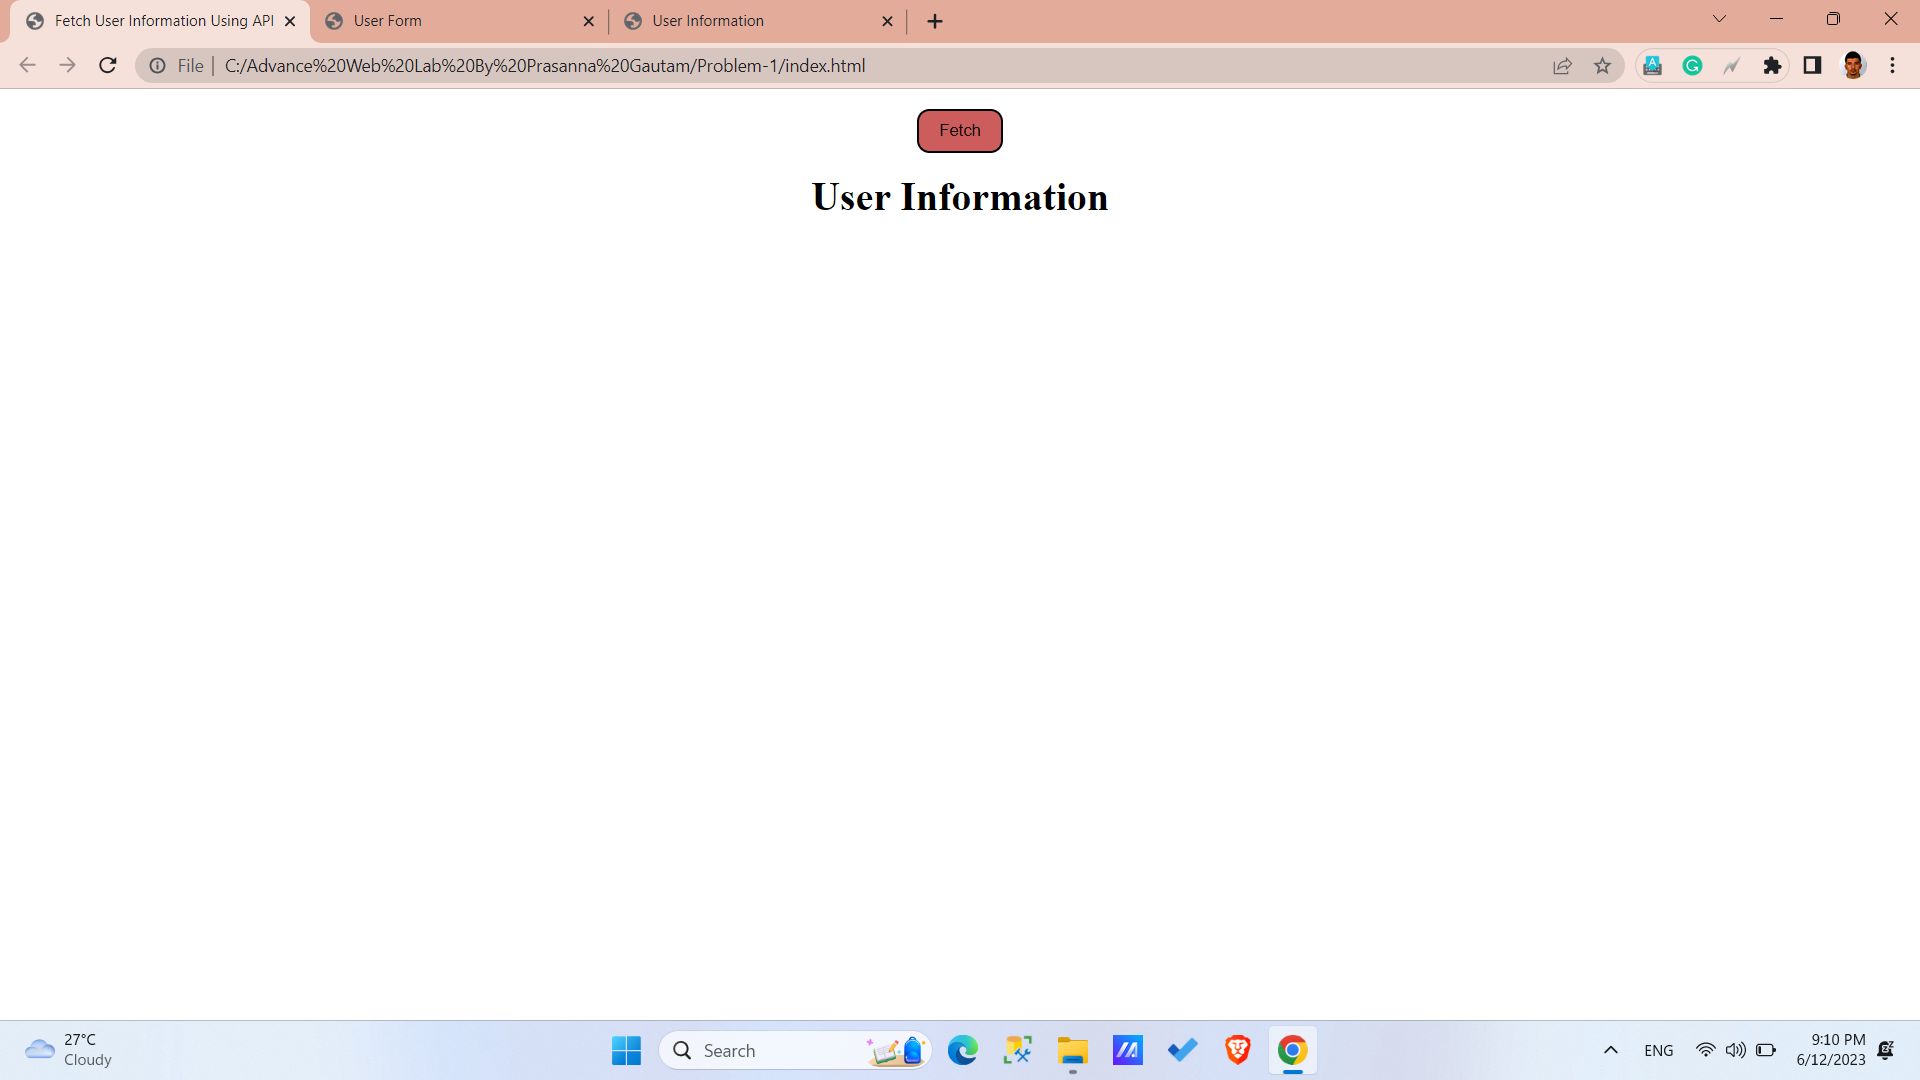 Fetch User Information Using API
User Form
User Information
File
C:/Advance%20Web%20Lab%20By%20Prasanna%20Gautam/Problem-1/index.html
Fetch
User Information
27°C
Cloudy
Search
ENG
9:10 PM
6/12/2023